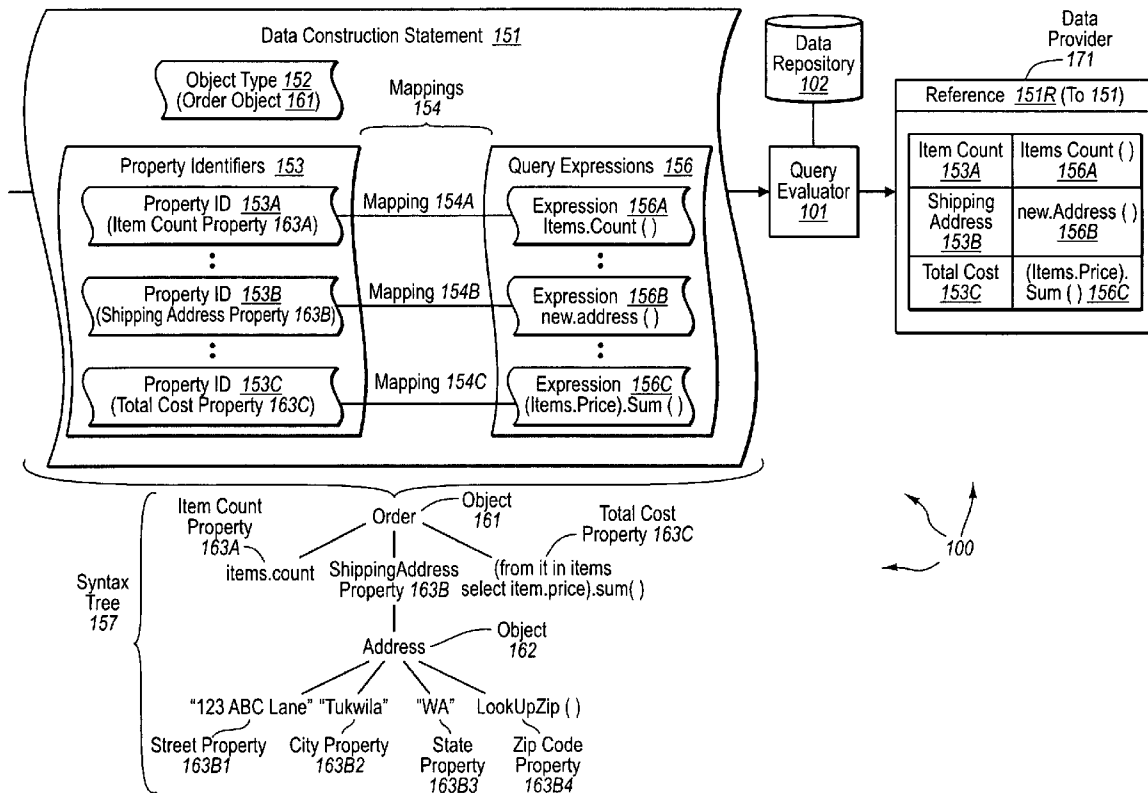 Data Construction Statement 151
Object Type 152
(Order Object 161)
Mappings
154
Property Identifiers 153
Query Expressions 156
Property ID 153A
(Item Count Property 163A)
Mapping 154A
Expression 156A
Items.Count ( )
Property ID 153B
(Shipping Address Property 163B)
Mapping 154B
Expression 156B
new.address ( )
Property ID 153C
(Total Cost Property 163C)
Mapping 154C
Expression 156C
(Items.Price).Sum ( )
Data
Repository
102
Query
Evaluator
101
Data
Provider
171
Reference 151R (To 151)
Item Count
153A
Items Count ( )
156A
Shipping
Address
153B
new.Address ( )
156B
Total Cost
153C
(Items.Price).
Sum ( ) 156C
Syntax
Tree
157
Item Count
Property
163A
items.count
Order
Object
161
Total Cost
Property 163C
ShippingAddress
Property 163B
(from it in items
select item.price).sum( )
Address
Object
162
"123 ABC Lane"
"Tukwila"
"WA"
LookUpZip ( )
Street Property
163B1
City Property
163B2
State
Property
163B3
Zip Code
Property
163B4
100